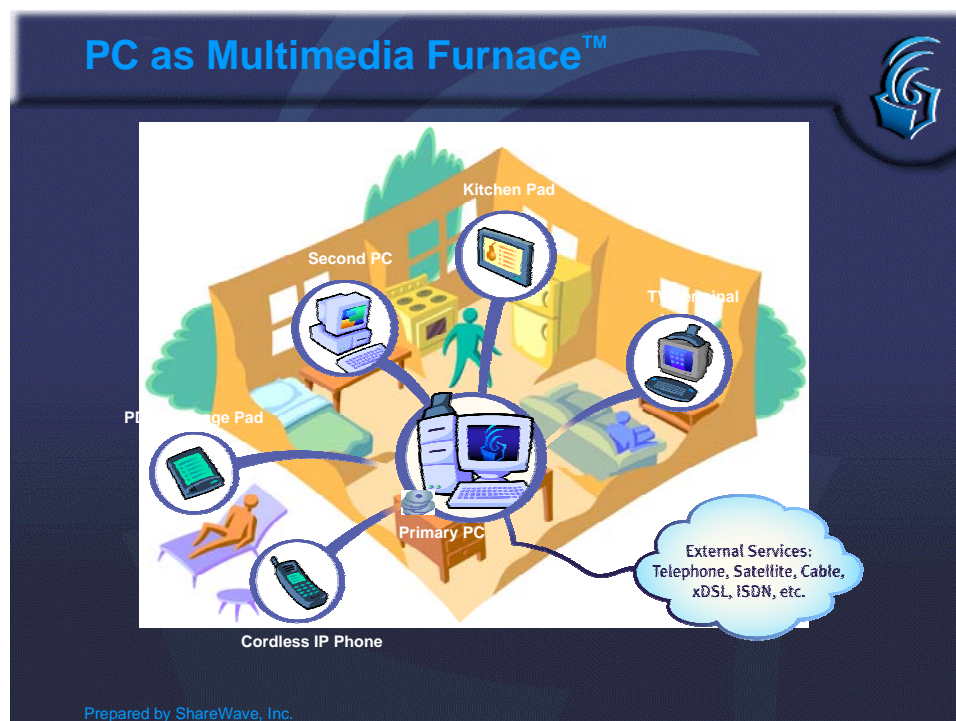 PC as Multimedia Furnace™
Kitchen Pad
Second PC
Pad
Primary PC
External Services:
Telephone, Satellite, Cable,
xDSL, ISDN, etc.
Cordless IP Phone
Prepared by ShareWave, Inc.